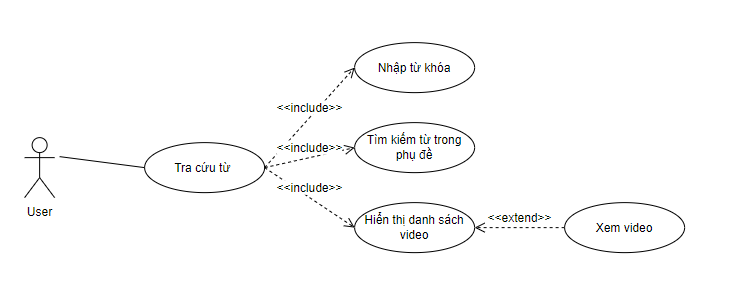 Nhập từ khóa
<<include>>
Tìm kiếm từ trong
phụ đề
<<include>>
Tra cứu từ
<<include>>
User
Hiển thị danh sách
video
<<extend>>
Xem video